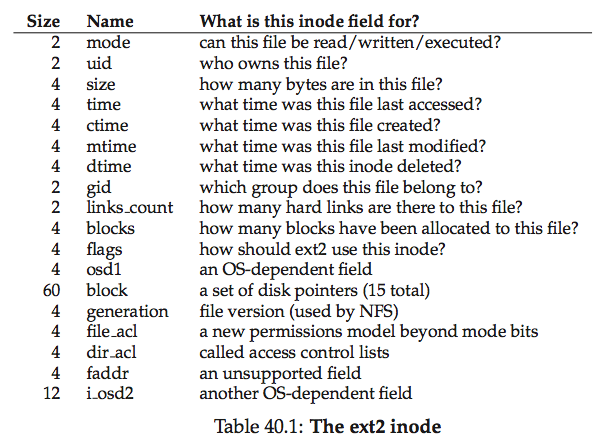 Size Name What is this inode field for?
2 mode can this file be read/written/executed?
2 uid who owns this file?
4 size how many bytes are in this file?
4 time what time was this file last accessed?
4 ctime what time was this file created?
4 mtime what time was this file last modified?
4 dtime what time was this inode deleted?
2 gid which group does this file belong to?
2 links_count how many hard links are there to this file?
4 blocks how many blocks have been allocated to this file?
4 flags how should ext2 use this inode?
4 osd1 an OS-dependent field
60 block a set of disk pointers (15 total)
4 generation file version (used by NFS)
4 file_acl a new permissions model beyond mode bits
4 dir_acl called access control lists
4 faddr an unsupported field
12 i_osd2 another OS-dependent field
Table 40.1: The ext2 inode